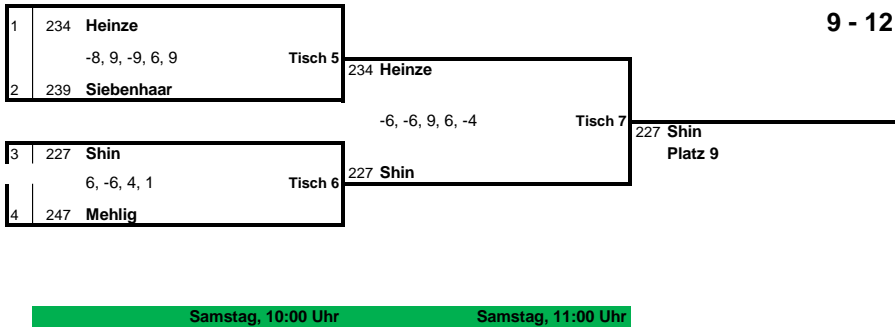 9 - 12
1 234 Heinze
-8, 9, -9, 6, 9 Tisch 5
234 Heinze
2 239 Siebenhaar
-6, -6, 9, 6, -4 Tisch 7
227 Shin
Platz 9
3 227 Shin
227 Shin
6, -6, 4, 1 Tisch 6
4 247 Mehlig
Samstag, 10:00 Uhr Samstag, 11:00 Uhr